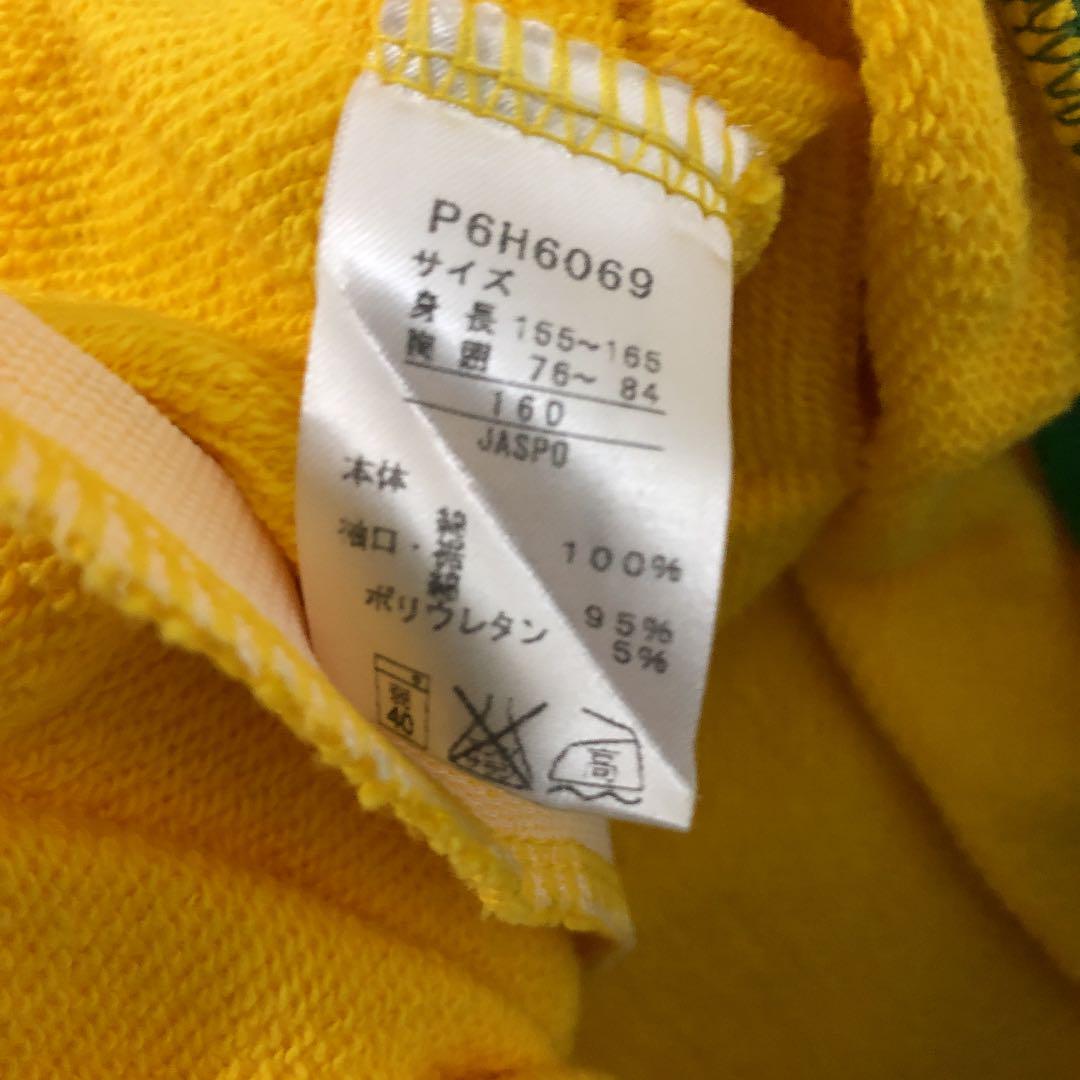 P6H6069
サイズ
身長 155～165
胸囲 76～ 84
160
JASPO
本体
100%
袖口・
95%
ポリウレタン 5%
40
中